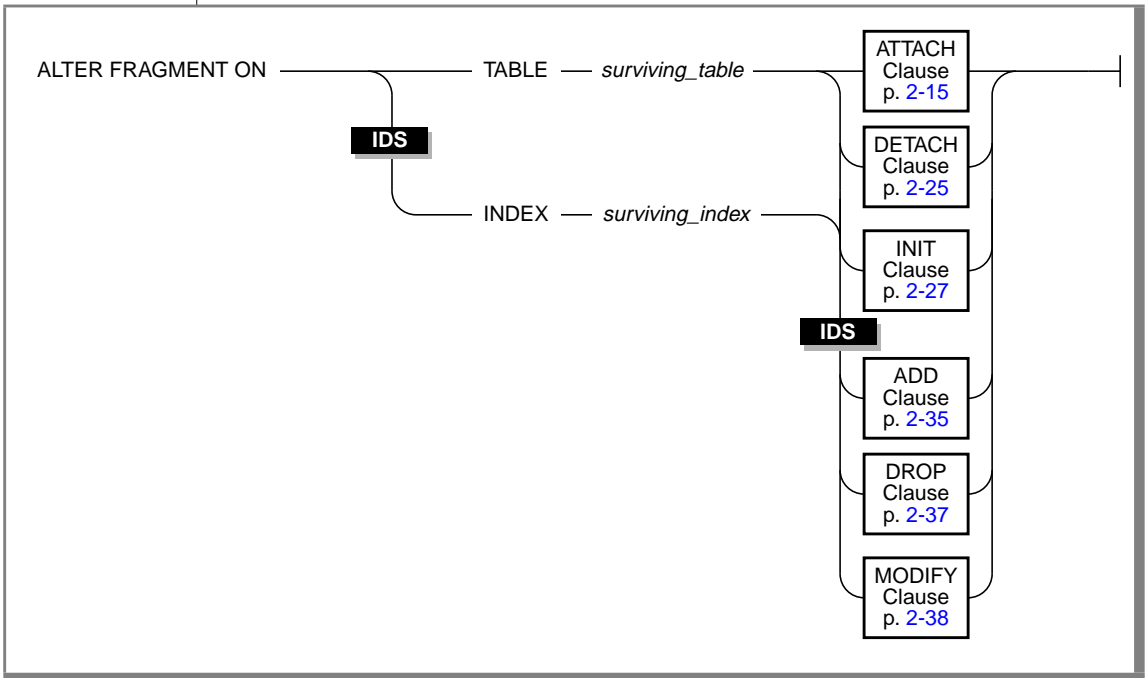 ALTER FRAGMENT ON
TABLE
surviving_table
ATTACH
Clause
p. 2-15
IDS
DETACH
Clause
p. 2-25
INDEX
surviving_index
INIT
Clause
p. 2-27
IDS
ADD
Clause
p. 2-35
DROP
Clause
p. 2-37
MODIFY
Clause
p. 2-38